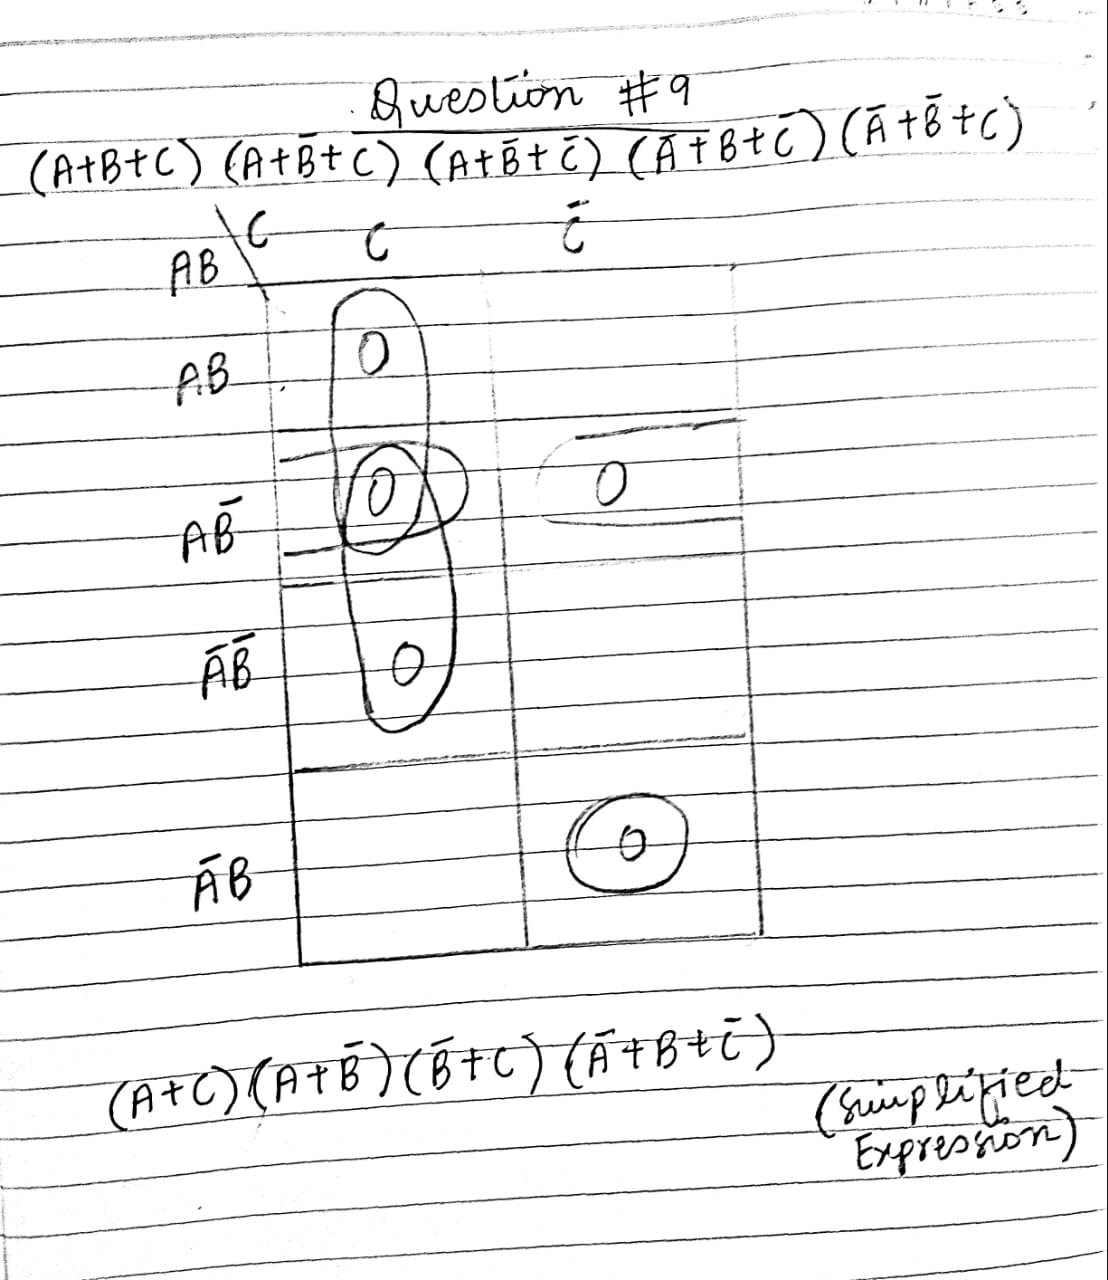 Question #9
(A+B+C) (A+B̄+C) (A+B̄+C̄) (Ā+B+C̄) (Ā+B̄+C)
C
AB C C̄
AB 0
AB̄ 0 0
ĀB̄ 0
ĀB 0
(A+C) (A+B̄) (B̄+C) (Ā+B+C̄)
(Simplified
Expression)